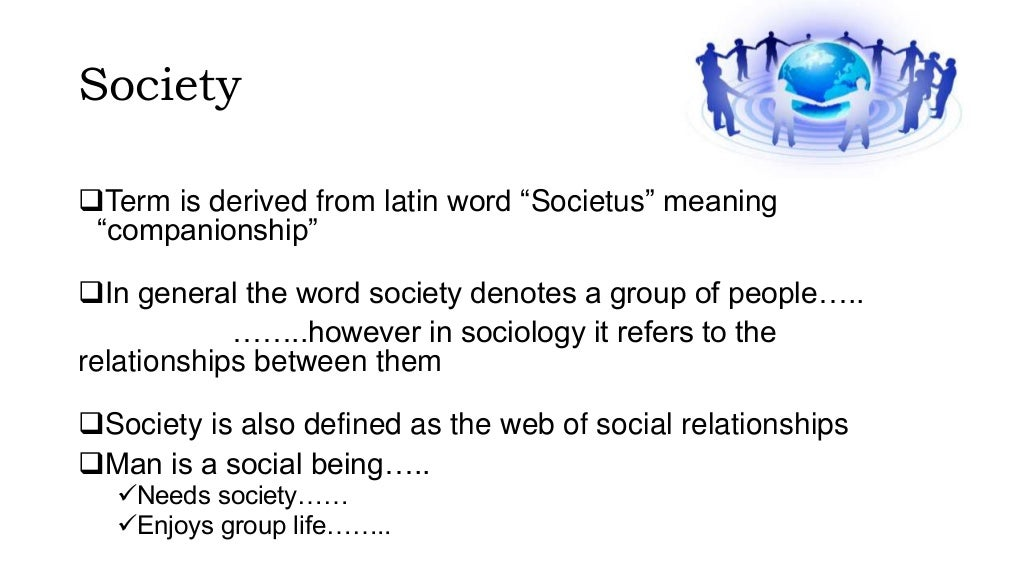 Society
❑Term is derived from latin word “Societus” meaning
“companionship”
❑In general the word society denotes a group of people…..
……..however in sociology it refers to the
relationships between them
❑Society is also defined as the web of social relationships
❑Man is a social being…..
✓Needs society……
✓Enjoys group life……..